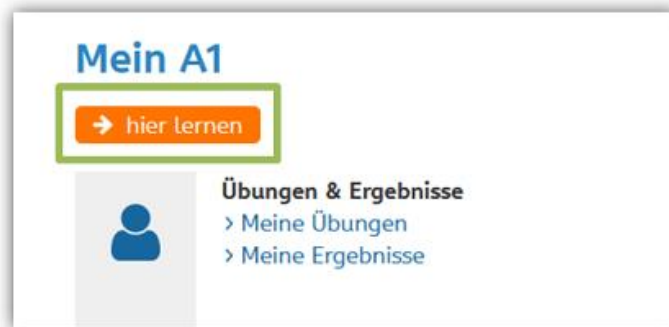 Mein A1
→ hier lernen
Übungen & Ergebnisse
> Meine Übungen
> Meine Ergebnisse